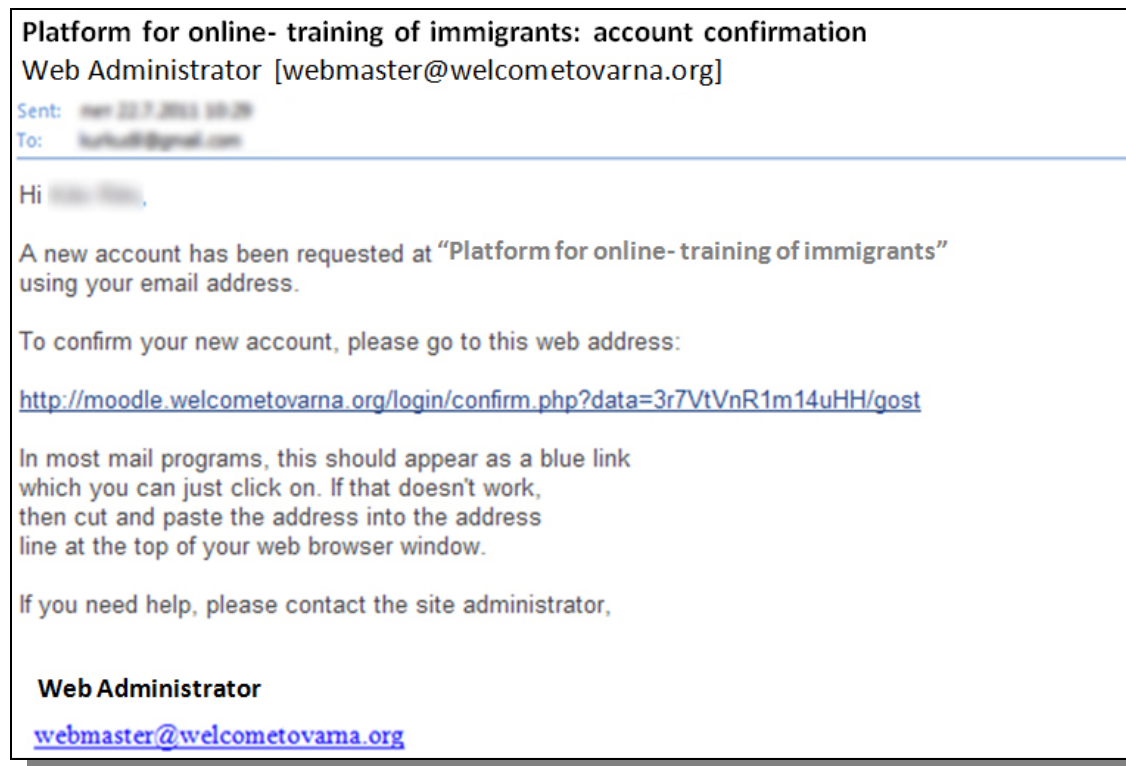 Platform for online- training of immigrants: account confirmation
Web Administrator [webmaster@welcometovarna.org]
Sent:
To:
Hi
A new account has been requested at “Platform for online- training of immigrants”
using your email address.
To confirm your new account, please go to this web address:
http://moodle.welcometovarna.org/login/confirm.php?data=3r7VtVnR1m14uHH/gost
In most mail programs, this should appear as a blue link
which you can just click on. If that doesn't work,
then cut and paste the address into the address
line at the top of your web browser window.
If you need help, please contact the site administrator,
Web Administrator
webmaster@welcometovarna.org